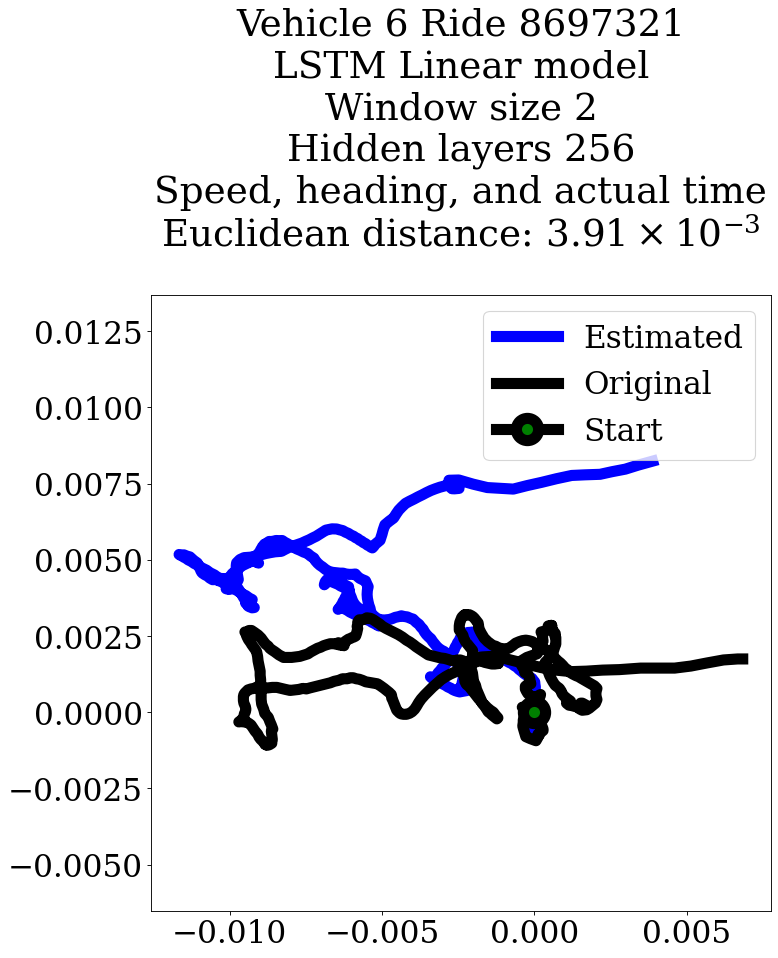 Vehicle 6 Ride 8697321
LSTM Linear model
Window size 2
Hidden layers 256
Speed, heading, and actual time
Euclidean distance: 3.91 × 10⁻³
Estimated
Original
Start
0.0125
0.0100
0.0075
0.0050
0.0025
0.0000
−0.0025
−0.0050
−0.010 −0.005 0.000 0.005